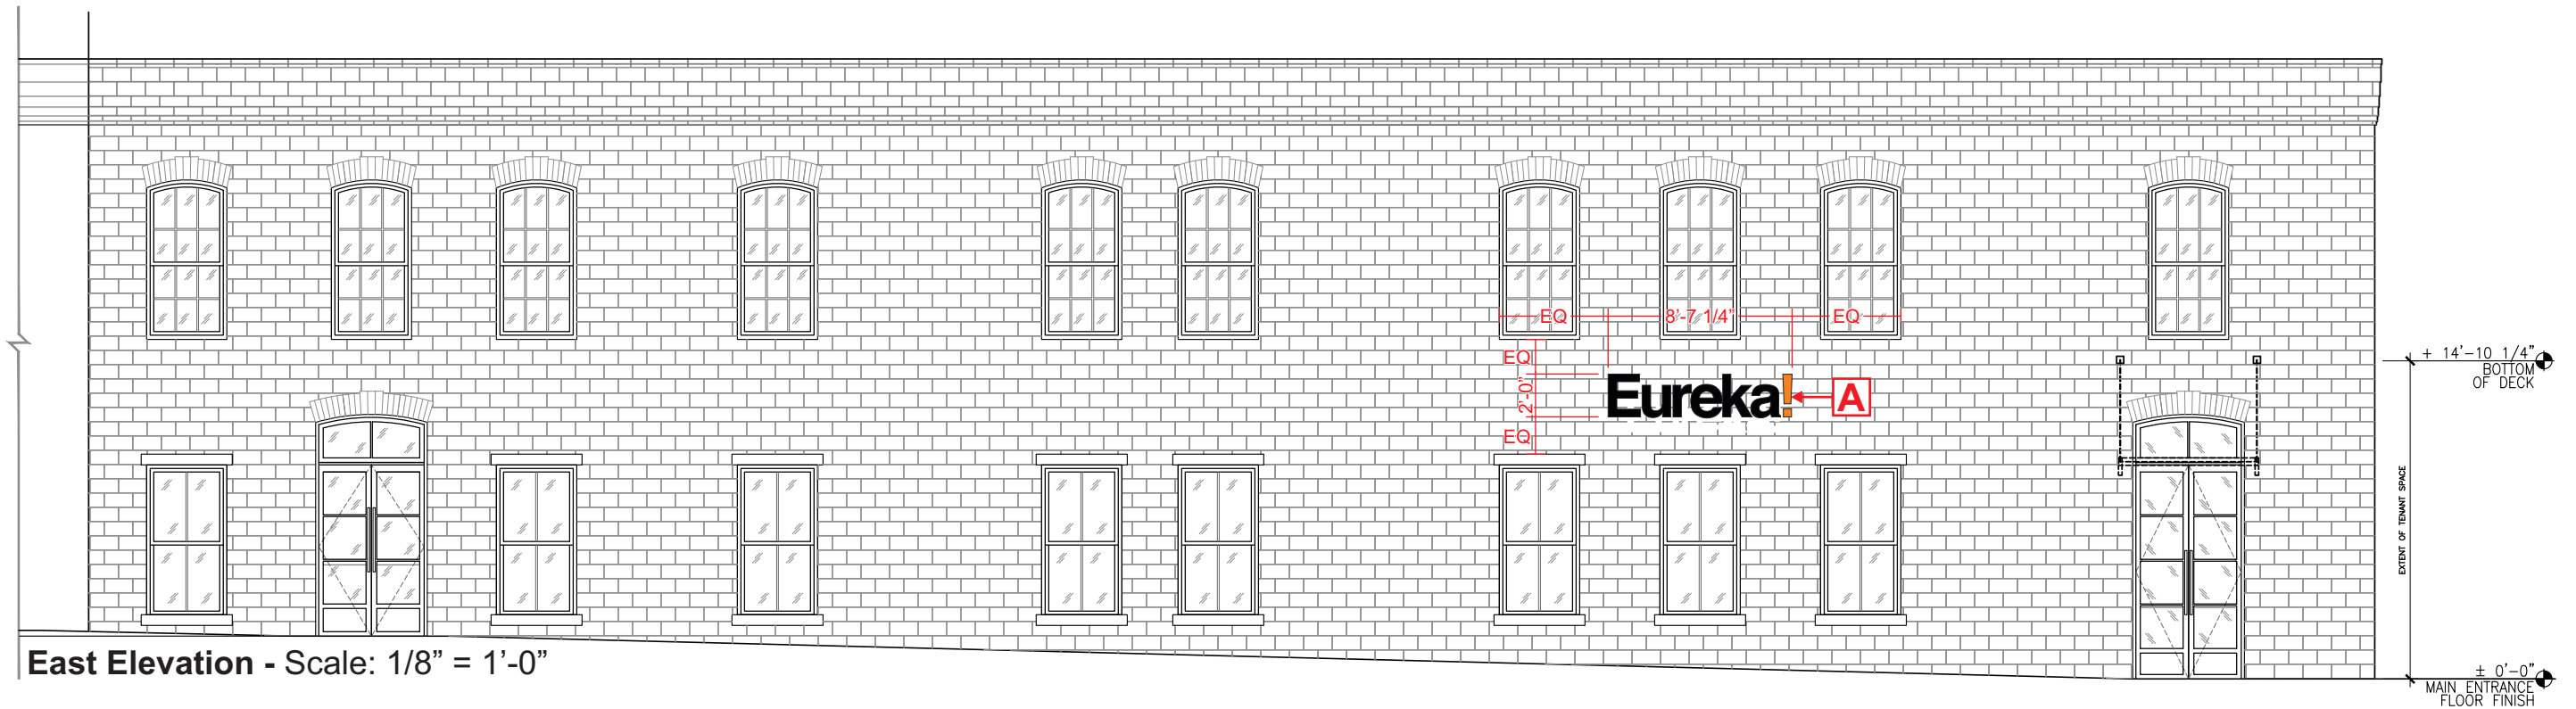 EQ 8'-7 1/4” EQ
EQ
2'-0”
EQ
Eureka!
A
+ 14'-10 1/4”
BOTTOM
OF DECK
EXTENT OF TENANT SPACE
± 0'-0”
MAIN ENTRANCE
FLOOR FINISH
East Elevation - Scale: 1/8” = 1’-0”